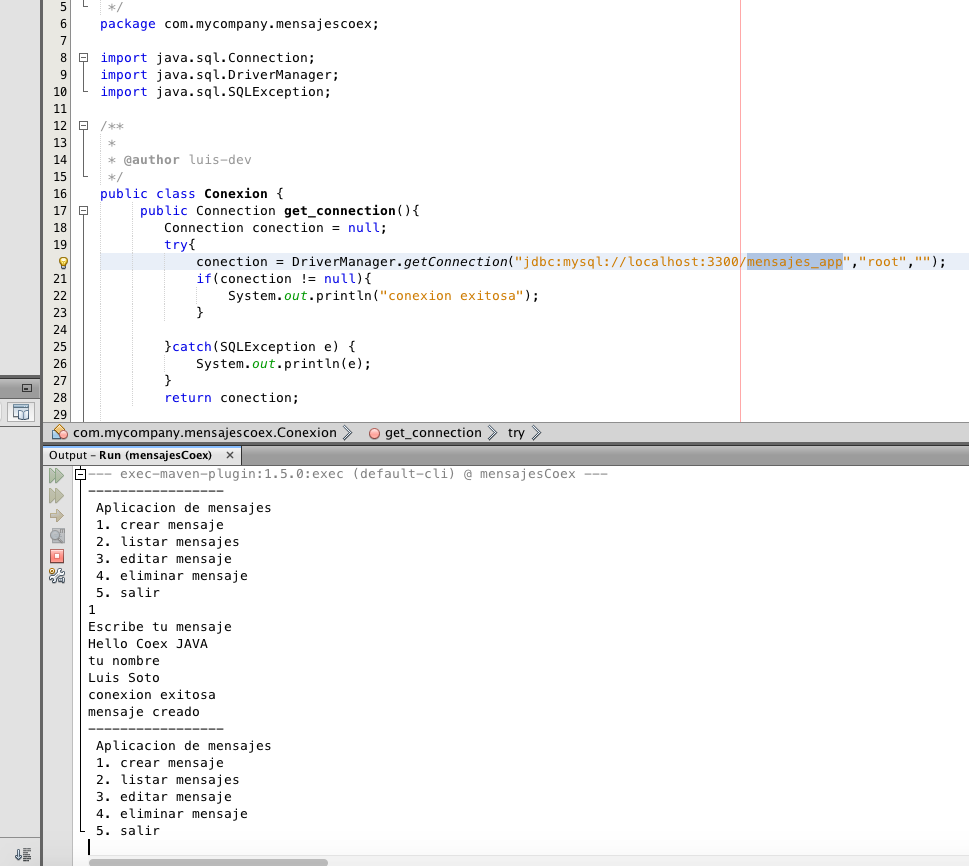 5 */
6 package com.mycompany.mensajescoex;
7
8 import java.sql.Connection;
9 import java.sql.DriverManager;
10 import java.sql.SQLException;
11
12 /**
13 *
14 * @author luis-dev
15 */
16 public class Conexion {
17 public Connection get_connection(){
18 Connection conection = null;
19 try{
conection = DriverManager.getConnection("jdbc:mysql://localhost:3300/mensajes_app","root","");
21 if(conection != null){
22 System.out.println("conexion exitosa");
23 }
24
25 }catch(SQLException e) {
26 System.out.println(e);
27 }
28 return conection;
29
com.mycompany.mensajescoex.Conexion get_connection try
Output - Run (mensajesCoex) ×
--- exec-maven-plugin:1.5.0:exec (default-cli) @ mensajesCoex ---
-----------------
Aplicacion de mensajes
1. crear mensaje
2. listar mensajes
3. editar mensaje
4. eliminar mensaje
5. salir
1
Escribe tu mensaje
Hello Coex JAVA
tu nombre
Luis Soto
conexion exitosa
mensaje creado
-----------------
Aplicacion de mensajes
1. crear mensaje
2. listar mensajes
3. editar mensaje
4. eliminar mensaje
5. salir